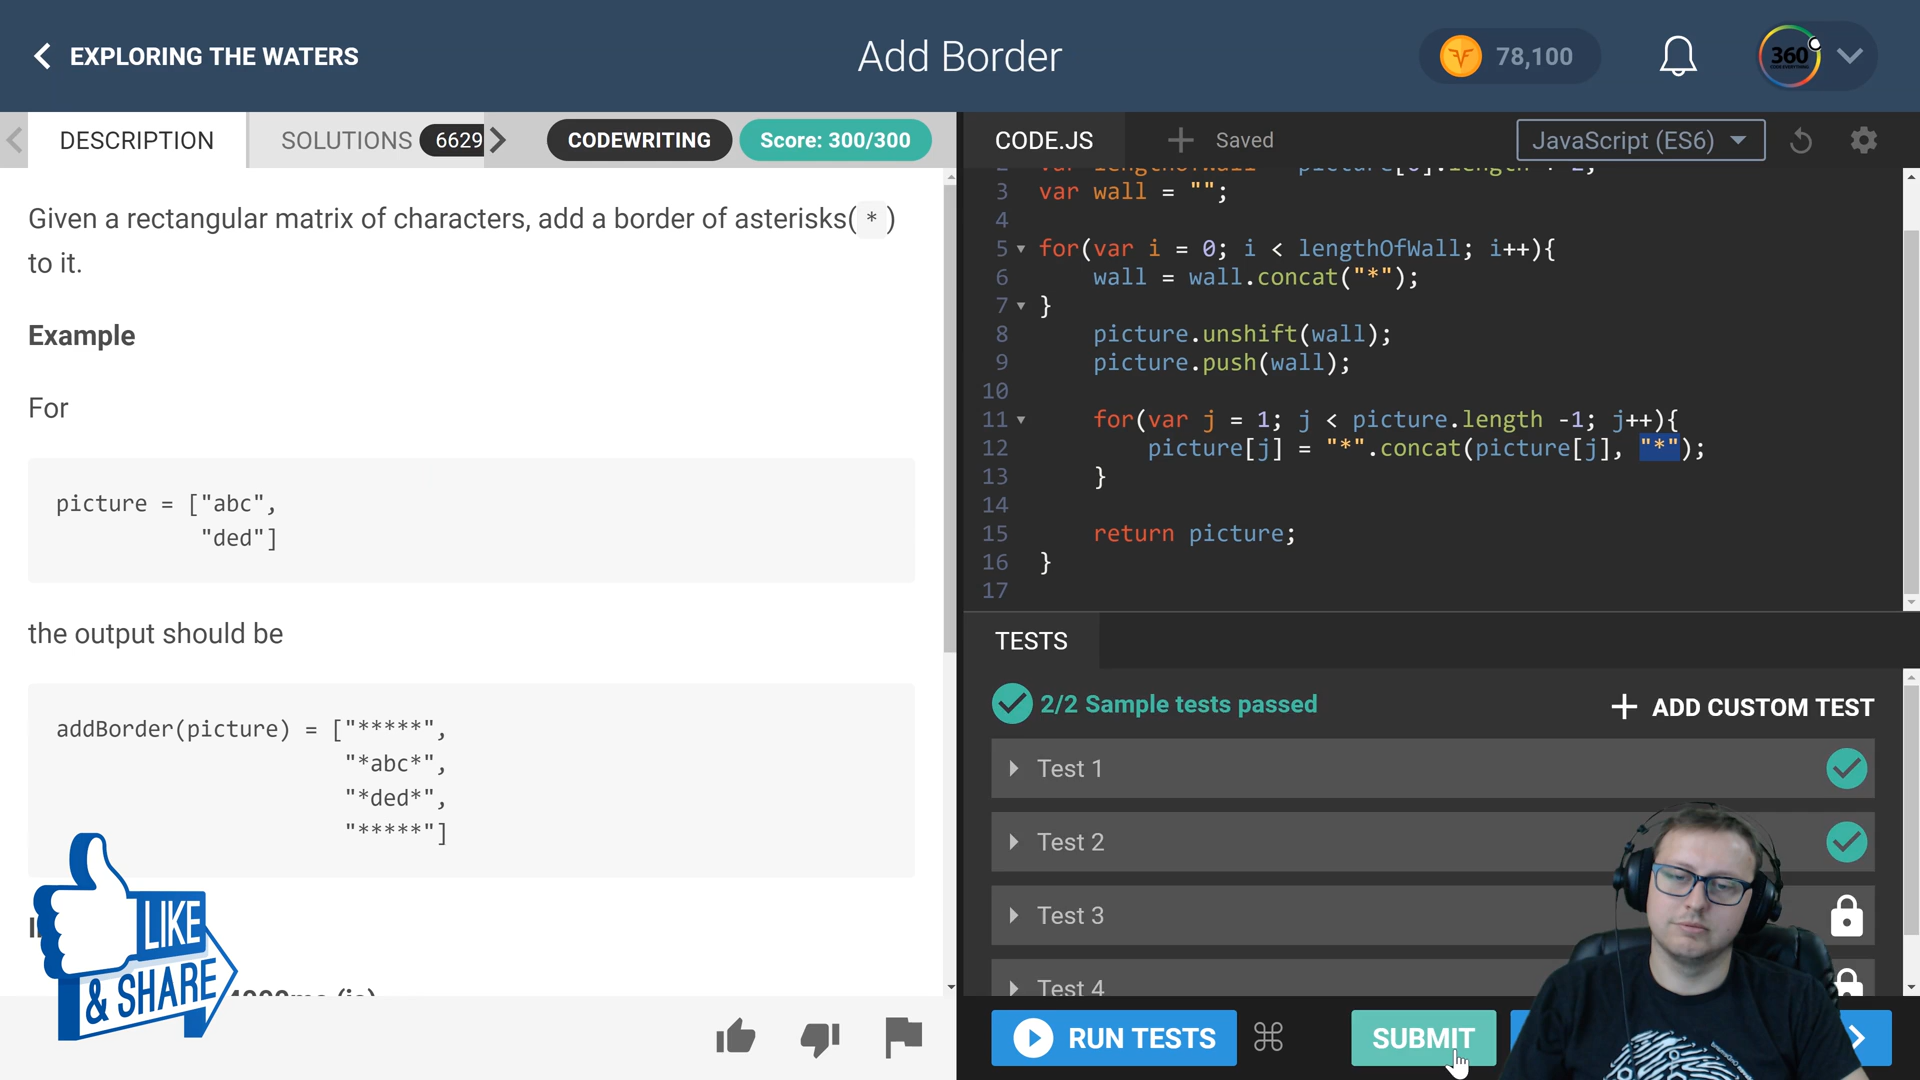 EXPLORING THE WATERS
Add Border
78,100
360
DESCRIPTION
SOLUTIONS 6629
CODEWRITING
Score: 300/300
Given a rectangular matrix of characters, add a border of asterisks( * )
to it.
Example
For
picture = ["abc",
"ded"]
the output should be
addBorder(picture) = ["*****",
"*abc*",
"*ded*",
"*****"]
LIKE
& SHARE
CODE.JS
Saved
JavaScript (ES6)
3 var wall = "";
4
5 for(var i = 0; i < lengthOfWall; i++){
6 wall = wall.concat("*");
7 }
8 picture.unshift(wall);
9 picture.push(wall);
10
11 for(var j = 1; j < picture.length -1; j++){
12 picture[j] = "*".concat(picture[j], "*");
13 }
14
15 return picture;
16 }
17
TESTS
2/2 Sample tests passed
+ ADD CUSTOM TEST
Test 1
Test 2
Test 3
Test 4
RUN TESTS
SUBMIT